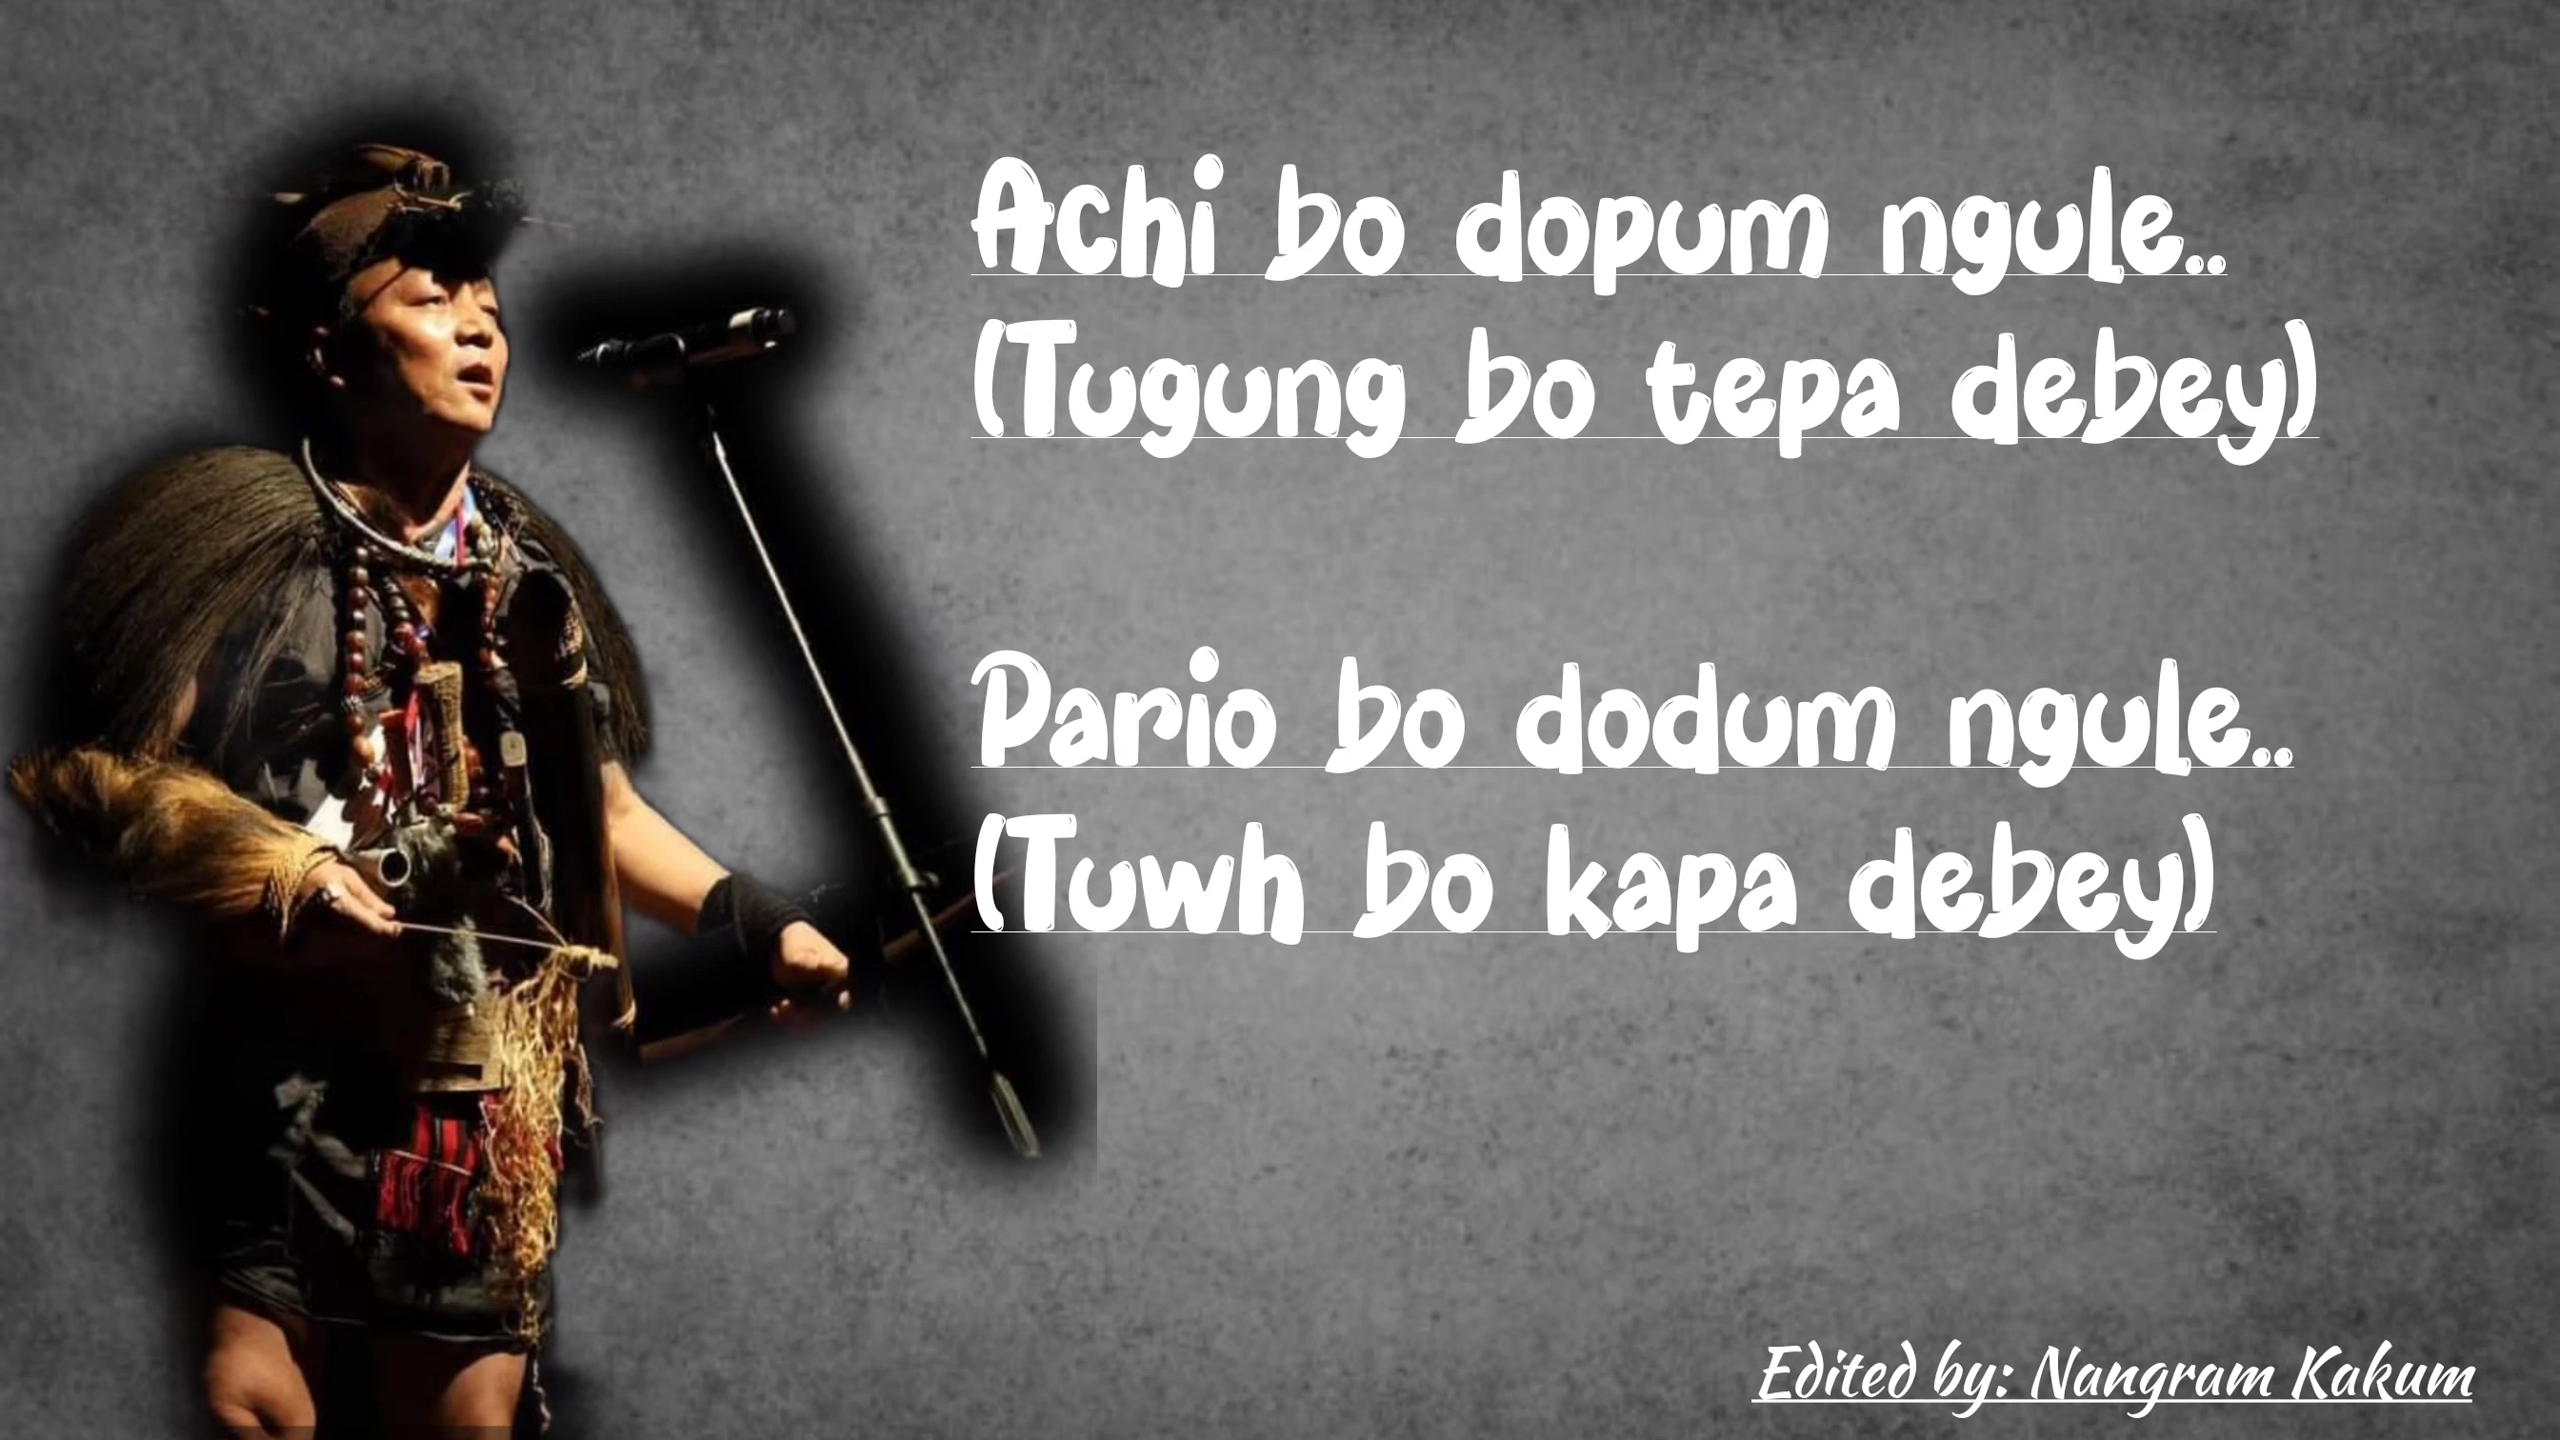 Achi bo dopum ngule..
(Tugung bo tepa debey)
Pario bo dodum ngule..
(Tuwh bo kapa debey)
Edited by: Nangram Kakum